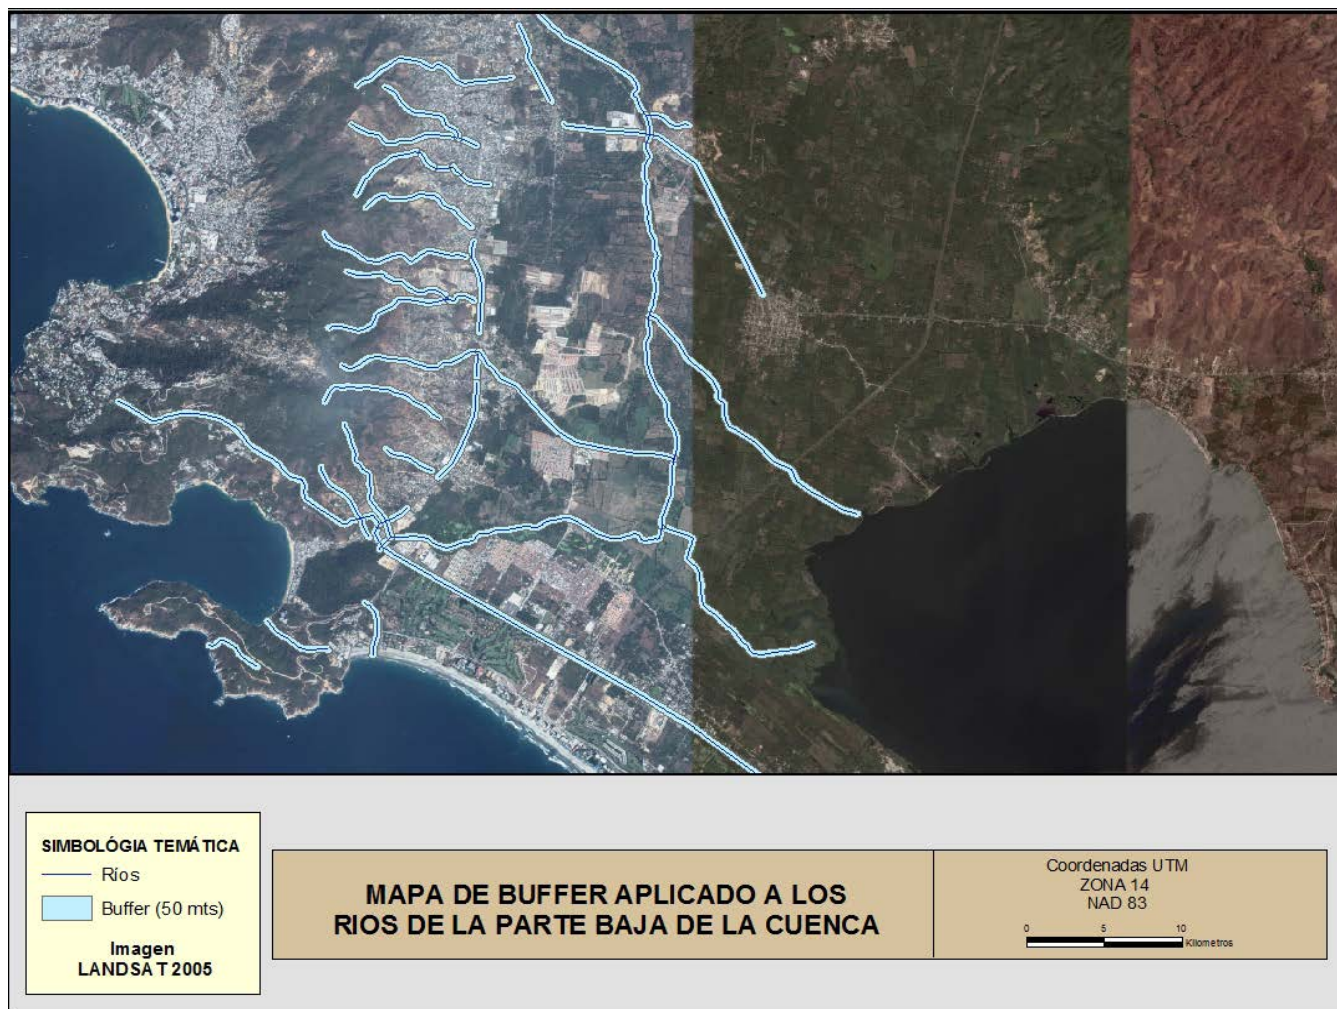 SIMBOLÓGIA TEMÁTICA
Ríos
Buffer (50 mts)
Imagen
LANDSAT 2005
MAPA DE BUFFER APLICADO A LOS
RIOS DE LA PARTE BAJA DE LA CUENCA
Coordenadas UTM
ZONA 14
NAD 83
0 5 10
Kilometros